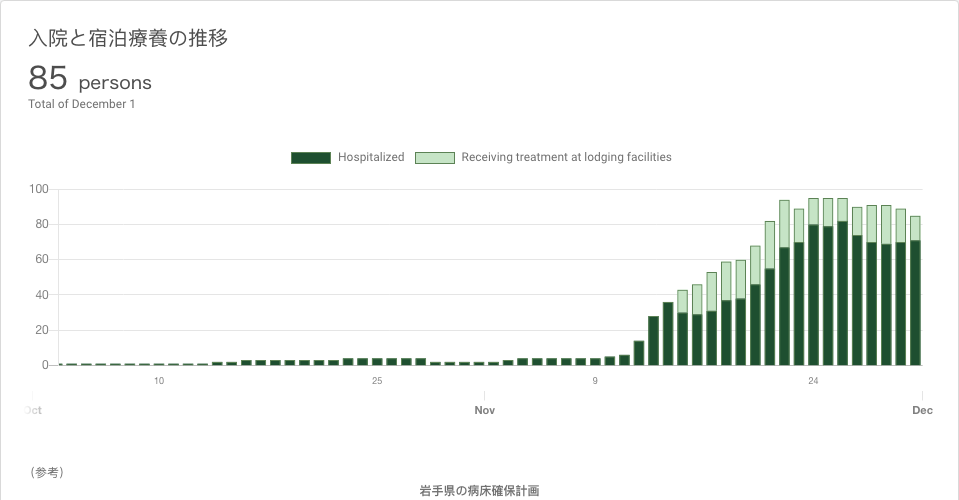 入院と宿泊療養の推移
85 persons
Total of December 1
Hospitalized Receiving treatment at lodging facilities
100
80
60
40
20
0
10 25 9 24
Oct Nov Dec
(参考)
岩手県の病床確保計画